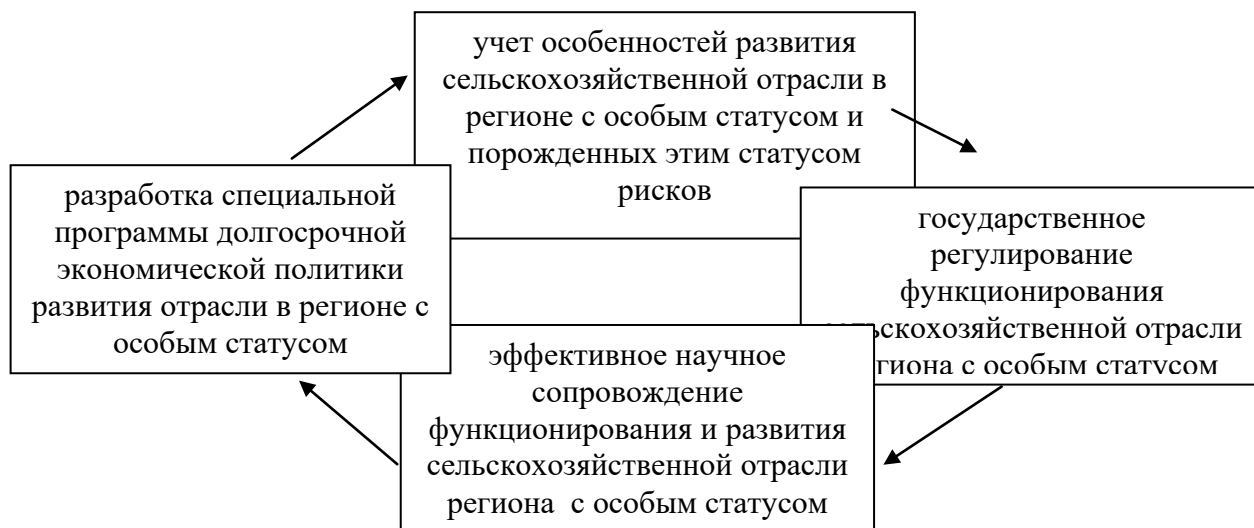 учет особенностей развития
сельскохозяйственной отрасли в
регионе с особым статусом и
порожденных этим статусом
рисков
разработка специальной
программы долгосрочной
экономической политики
развития отрасли в регионе с
особым статусом
государственное
регулирование
функционирования
сельскохозяйственной отрасли
региона с особым статусом
эффективное научное
сопровождение
функционирования и развития
сельскохозяйственной отрасли
региона с особым статусом